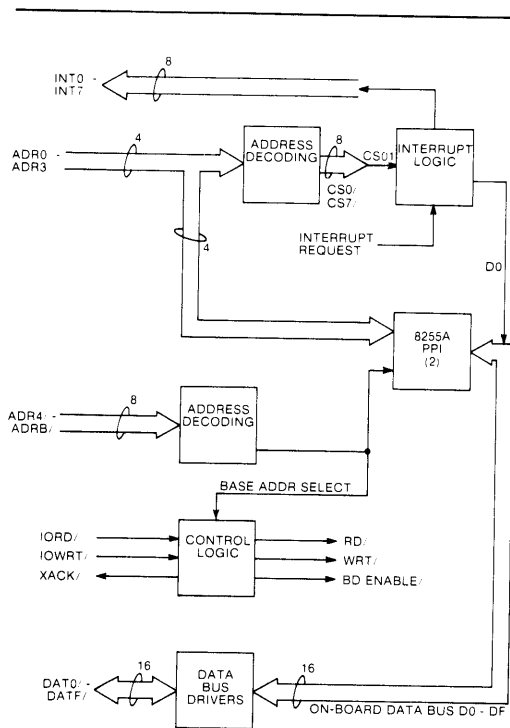 8
INT0 -
INT7
4
ADR0 -
ADR3
ADDRESS
DECODING
8
CS0/
CS7/
CS01
INTERRUPT
LOGIC
INTERRUPT
REQUEST
4
D0
8255A
PPI
(2)
8
ADR4/ -
ADRB/
ADDRESS
DECODING
BASE ADDR SELECT
IORD/
IOWRT/
XACK/
CONTROL
LOGIC
RD/
WRT/
BD ENABLE/
16
DAT0/ -
DATF/
DATA
BUS
DRIVERS
16
ON-BOARD DATA BUS D0 - DF